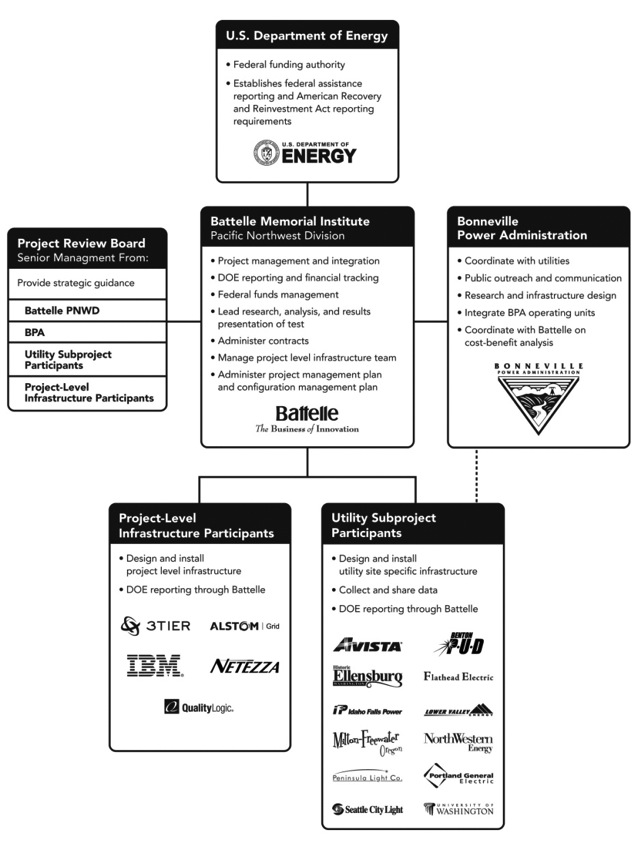 U.S. Department of Energy
• Federal funding authority
• Establishes federal assistance
reporting and American Recovery
and Reinvestment Act reporting
requirements
U.S. DEPARTMENT OF
ENERGY
Project Review Board
Senior Managment From:
Provide strategic guidance
Battelle PNWD
BPA
Utility Subproject
Participants
Project-Level
Infrastructure Participants
Battelle Memorial Institute
Pacific Northwest Division
• Project management and integration
• DOE reporting and financial tracking
• Federal funds management
• Lead research, analysis, and results
presentation of test
• Administer contracts
• Manage project level infrastructure team
• Administer project management plan
and configuration management plan
Battelle
The Business of Innovation
Bonneville
Power Administration
• Coordinate with utilities
• Public outreach and communication
• Research and infrastructure design
• Integrate BPA operating units
• Coordinate with Battelle on
cost-benefit analysis
BONNEVILLE
POWER ADMINISTRATION
Project-Level
Infrastructure Participants
• Design and install
project level infrastructure
• DOE reporting through Battelle
3TIER
ALSTOM Grid
IBM
NETEZZA
QualityLogic.
Utility Subproject
Participants
• Design and install
utility site specific infrastructure
• Collect and share data
• DOE reporting through Battelle
AVISTA
BENTON
P·U·D
Historic
Ellensburg
Flathead Electric
IP Idaho Falls Power
LOWER VALLEY
ENERGY
Milton-Freewater
Oregon
NorthWestern
Energy
Peninsula Light Co.
Portland General
Electric
Seattle City Light
UNIVERSITY OF
WASHINGTON